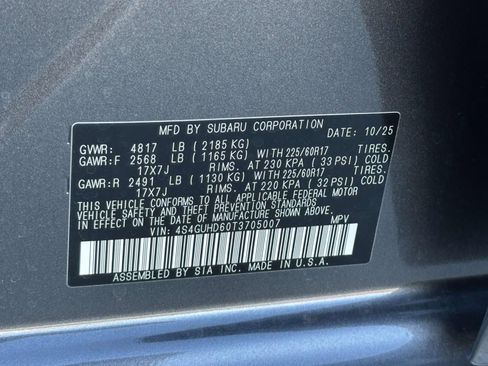 MFD BY SUBARU CORPORATION DATE: 10/25
GVWR: 4817 LB (2185 KG)
GAWR:F 2568 LB (1165 KG) WITH 225/60R17 TIRES.
17X7J RIMS. AT 230 KPA (33 PSI) COLD
GAWR:R 2491 LB (1130 KG) WITH 225/60R17 TIRES.
17X7J RIMS. AT 220 KPA (32 PSI) COLD
THIS VEHICLE CONFORMS TO ALL APPLICABLE FEDERAL MOTOR
VEHICLE SAFETY, BUMPER, AND THEFT PREVENTION STANDARDS
IN EFFECT ON THE DATE OF MANUFACTURE SHOWN ABOVE.
VIN: 4S4GUHD60T3705007 MPV
ASSEMBLED BY SIA INC. MADE IN U.S.A.